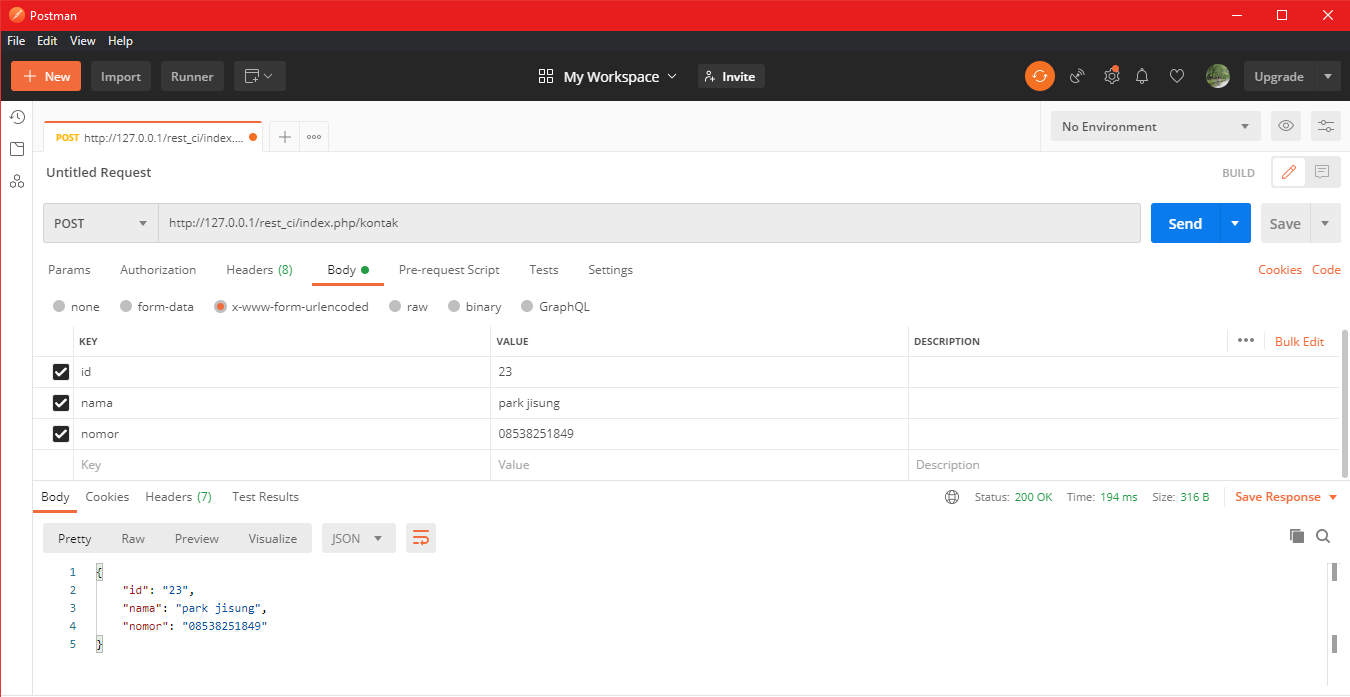 Postman
File Edit View Help
+ New Import Runner My Workspace Invite Upgrade
POST http://127.0.0.1/rest_ci/index.... No Environment
Untitled Request BUILD
POST http://127.0.0.1/rest_ci/index.php/kontak Send Save
Params Authorization Headers (8) Body Pre-request Script Tests Settings Cookies Code
none form-data x-www-form-urlencoded raw binary GraphQL
KEY VALUE DESCRIPTION Bulk Edit
id 23
nama park jisung
nomor 08538251849
Key Value Description
Body Cookies Headers (7) Test Results Status: 200 OK Time: 194 ms Size: 316 B Save Response
Pretty Raw Preview Visualize JSON
1 {
2 "id": "23",
3 "nama": "park jisung",
4 "nomor": "08538251849"
5 }